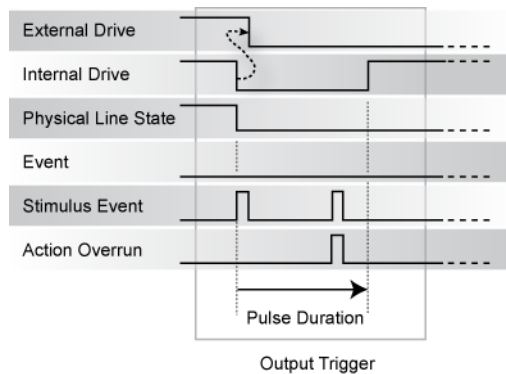 External Drive
Internal Drive
Physical Line State
Event
Stimulus Event
Action Overrun
Pulse Duration
Output Trigger